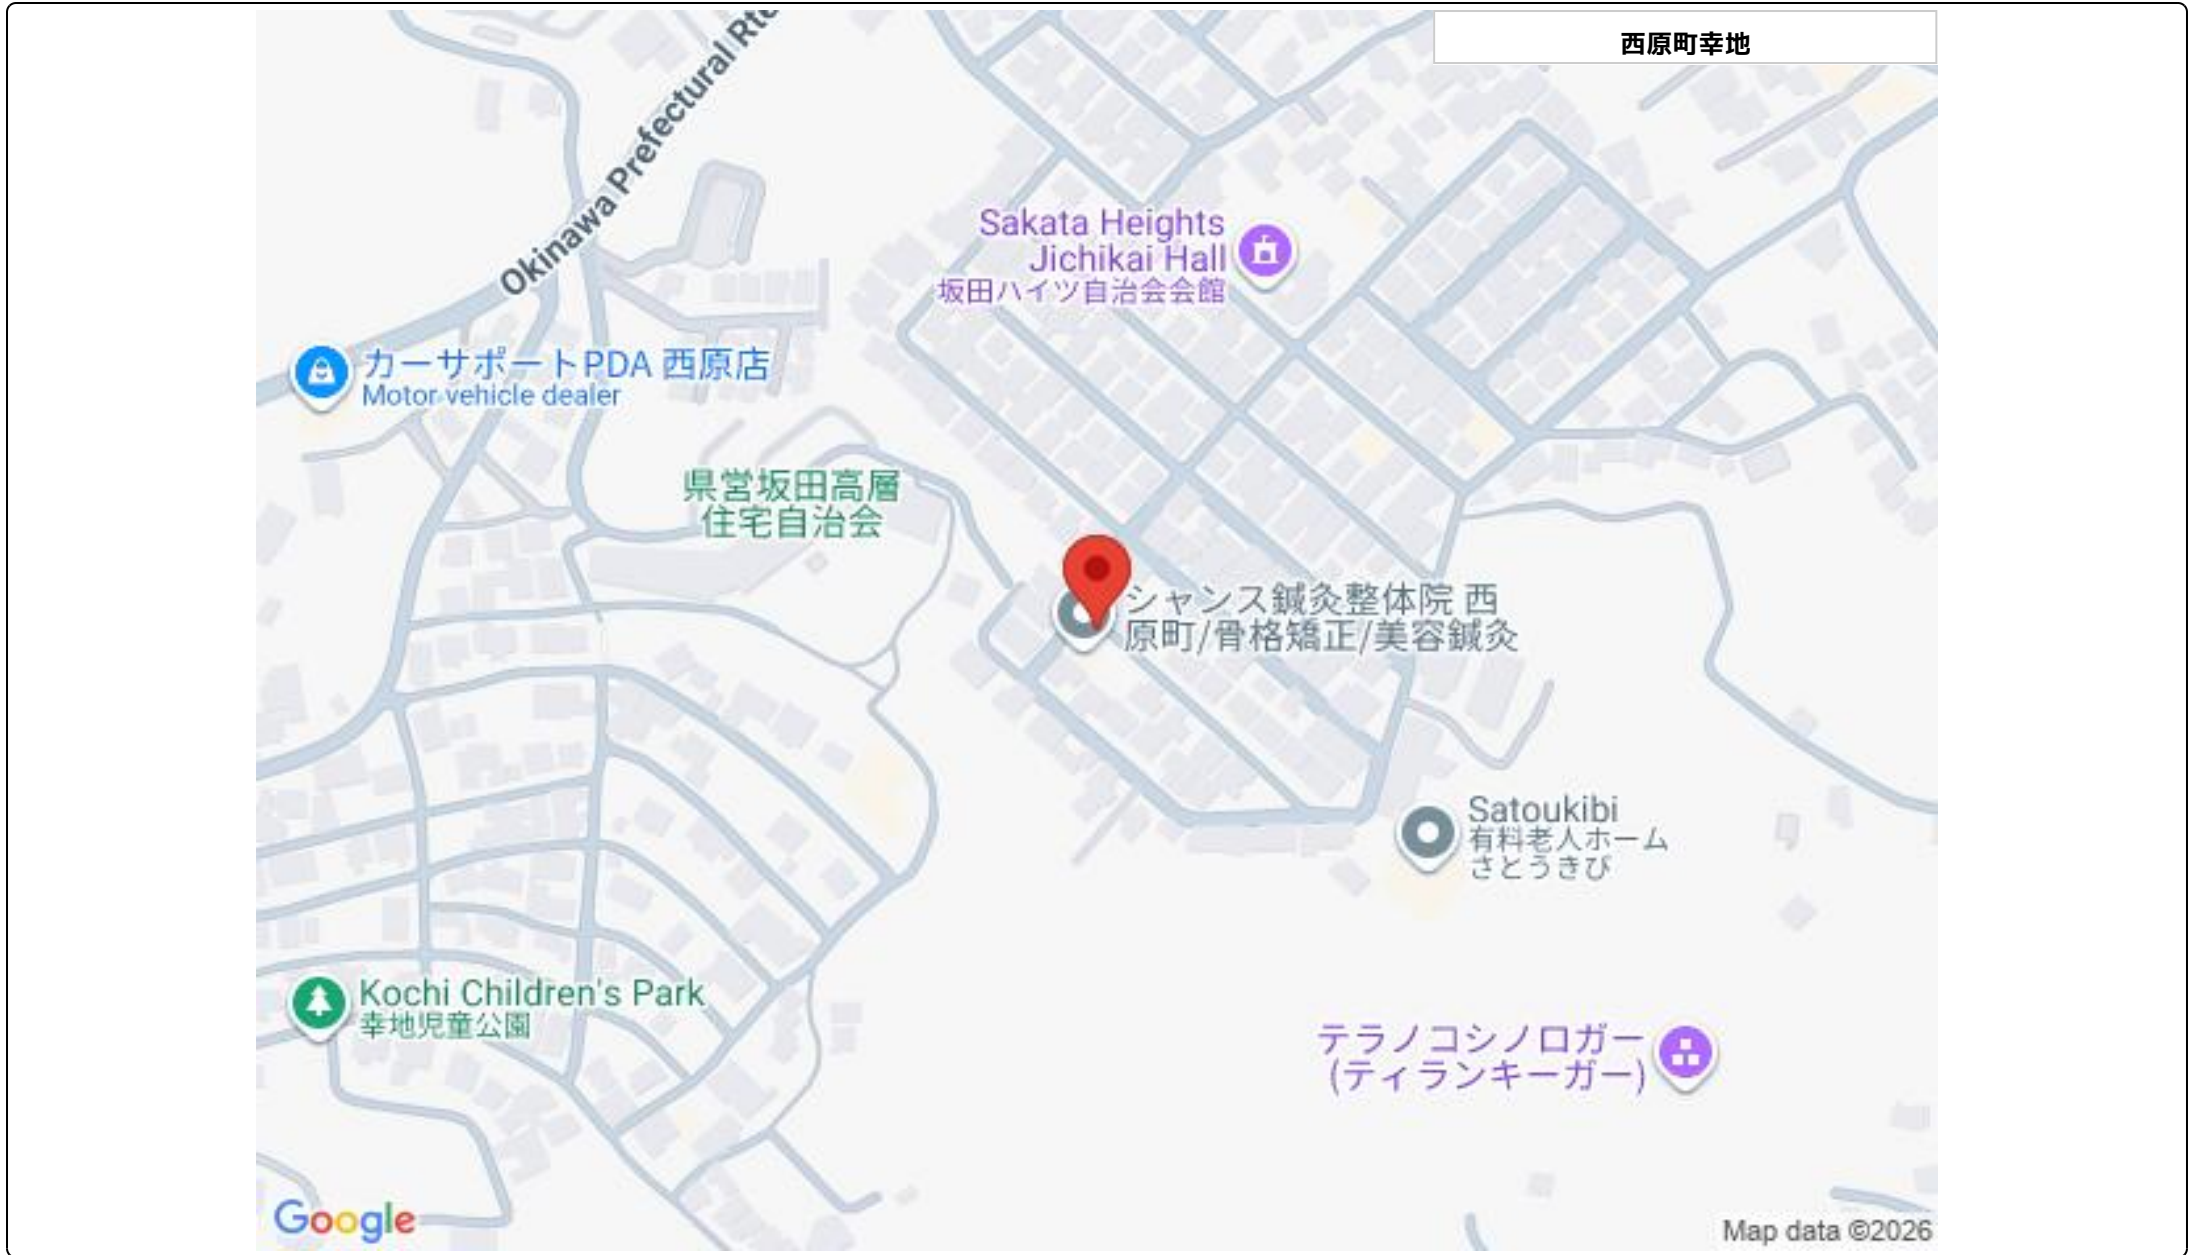 西原町幸地
Okinawa Prefectural Rte
Sakata Heights
Jichikai Hall
坂田ハイツ自治会会館
カーサポートPDA 西原店
Motor vehicle dealer
県営坂田高層
住宅自治会
シャンス鍼灸整体院 西
原町/骨格矯正/美容鍼灸
Satoukibi
有料老人ホーム
さとうきび
Kochi Children's Park
幸地児童公園
テラノコシノロガー
(ティランキーガー)
Google
Map data ©2026